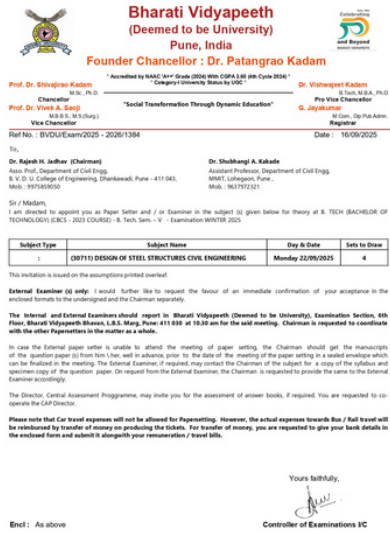 Bharati Vidyapeeth
(Deemed to be University)
Pune, India
Founder Chancellor : Dr. Patangrao Kadam
Celebrating
and Beyond
" Accredited by NAAC 'A++' Grade (2024) With CGPA 3.60 (4th Cycle 2024) "
" Category-I University Status by UGC "
Prof. Dr. Shivajirao Kadam
M.Sc., Ph.D.
Chancellor
Prof. Dr. Vivek A. Saoji
M.B.B.S., M.S.(Surg.)
Vice Chancellor
"Social Transformation Through Dynamic Education"
Dr. Vishwajeet Kadam
B.Tech, M.B.A., Ph.D
Pro Vice Chancellor
G. Jayakumar
M.Com., Dip.Pub.Admn.
Registrar
Ref No. : BVDU/Exam/2025 - 2026/1384
Date : 16/09/2025
To,
Dr. Rajesh H. Jadhav (Chairman)
Asso. Prof., Department of Civil Engg.
B. V. D. U. College of Engineering, Dhankawadi, Pune - 411 043.
Mob. : 9975859050
Dr. Shubhangi A. Kakade
Assistant Professor, Department of Civil Engg.
MMIT, Lohegaon, Pune.,
Mob. : 9637972321
Sir / Madam,
I am directed to appoint you as Paper Setter and / or Examiner in the subject (s) given below for theory at B. TECH (BACHELOR OF
TECHNOLOGY) (CBCS - 2023 COURSE) - B. Tech. Sem. - V - Examination WINTER 2025
Subject Type Subject Name Day & Date Sets to Draw
: (30711) DESIGN OF STEEL STRUCTURES CIVIL ENGINEERING Monday 22/09/2025 4
This invitation is issued on the assumptions printed overleaf.
External Examiner (s) only: I would further like to request the favour of an immediate confirmation of your acceptance in the
enclosed formats to the undersigned and the Chairman separately.
The Internal and External Examiners should report in Bharati Vidyapeeth (Deemed to be University), Examination Section, 6th
Floor, Bharati Vidyapeeth Bhavan, L.B.S. Marg, Pune: 411 030 at 10.30 am for the said meeting. Chairman is requested to coordinate
with the other Papersetters in the matter as a whole.
In case the External paper setter is unable to attend the meeting of paper setting, the Chairman should get the manuscripts
of the question paper (s) from him \ her, well in advance, prior to the date of the meeting of the paper setting in a sealed envelope which
can be finalized in the meeting. The External Examiner, if required, may contact the Chairman of the subject for a copy of the syllabus and
specimen copy of the question paper. On request from the External Examiner, the Chairman is requested to provide the same to the External
Examiner accordingly.
The Director, Central Assessment Proggramme, may invite you for the assessment of answer books, if required. You are requested to co-
operate the CAP Director.
Please note that Car travel expenses will not be allowed for Papersetting. However, the actual expenses towards Bus / Rail travel will
be reimbursed by transfer of money on producing the tickets. For transfer of money, you are requested to give your bank details in
the enclosed form and submit it alongwith your remuneration / travel bills.
Yours faithfully,
Encl : As above
Controller of Examinations I/C